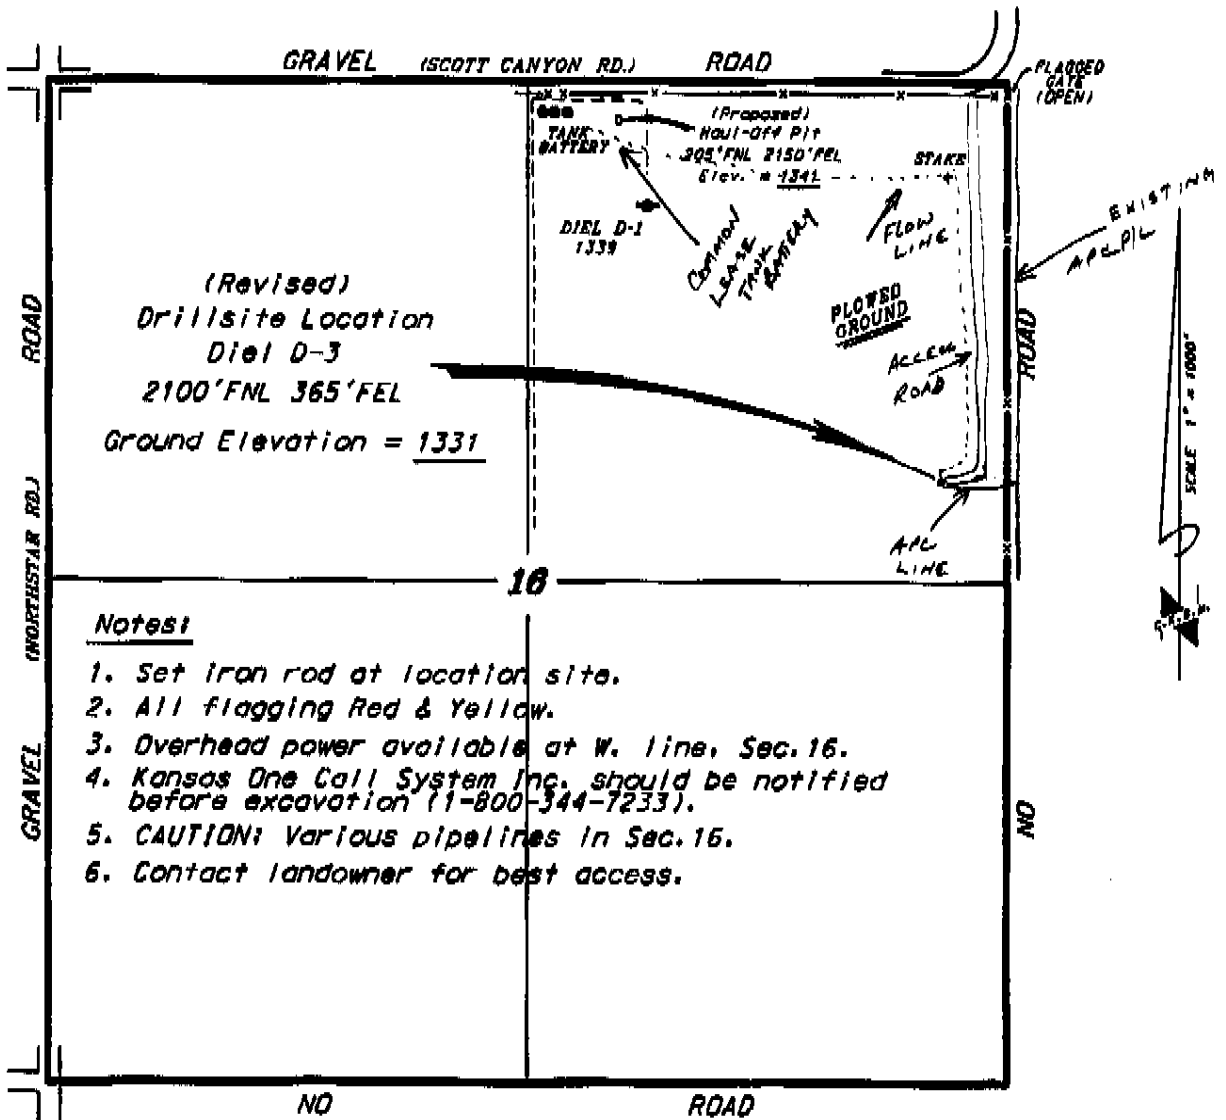 GRAVEL (SCOTT CANYON RD.) ROAD
FLAGGED
GATE
(OPEN)
(Proposed)
Haul-Off Pit
205'FNL 2150'FEL
Elev. = 1341
TANK
BATTERY
STAKE
DIEL D-1
1339
COMMON
LEASE
TANK
BATTERY
FLOW
LINE
EXISTING
APC P/L
PLOWED
GROUND
ACCESS
ROAD
(Revised)
Drillsite Location
Diel D-3
2100'FNL 365'FEL
Ground Elevation = 1331
APC
LINE
ROAD
(NORTHSTAR RD.)
GRAVEL
ROAD
NO
SCALE 1" = 1000'
16
Notes:
1. Set iron rod at location site.
2. All flagging Red & Yellow.
3. Overhead power available at W. line, Sec.16.
4. Kansas One Call System Inc. should be notified
before excavation (1-800-344-7233).
5. CAUTION: Various pipelines in Sec.16.
6. Contact landowner for best access.
NO ROAD